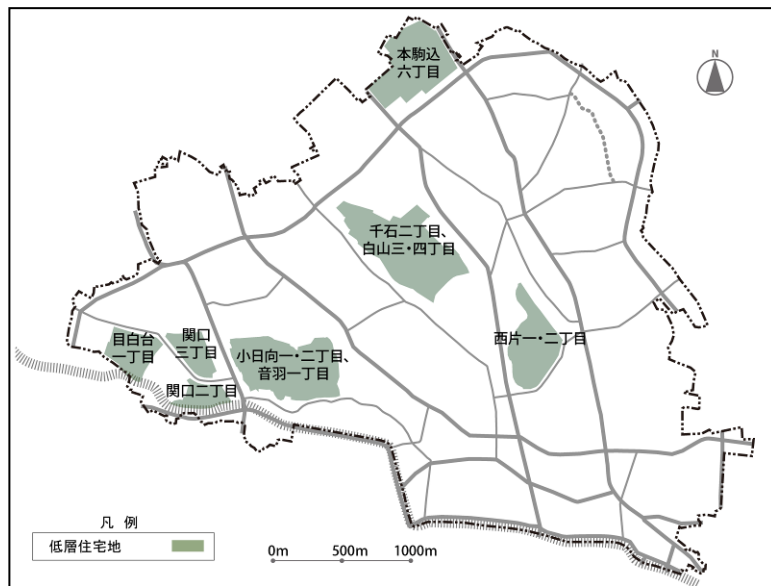 本駒込
六丁目
N
千石二丁目、
白山三・四丁目
目白台
一丁目
関口
三丁目
小日向一・二丁目、
音羽一丁目
西片一・二丁目
関口二丁目
凡 例
低層住宅地
0m 500m 1000m